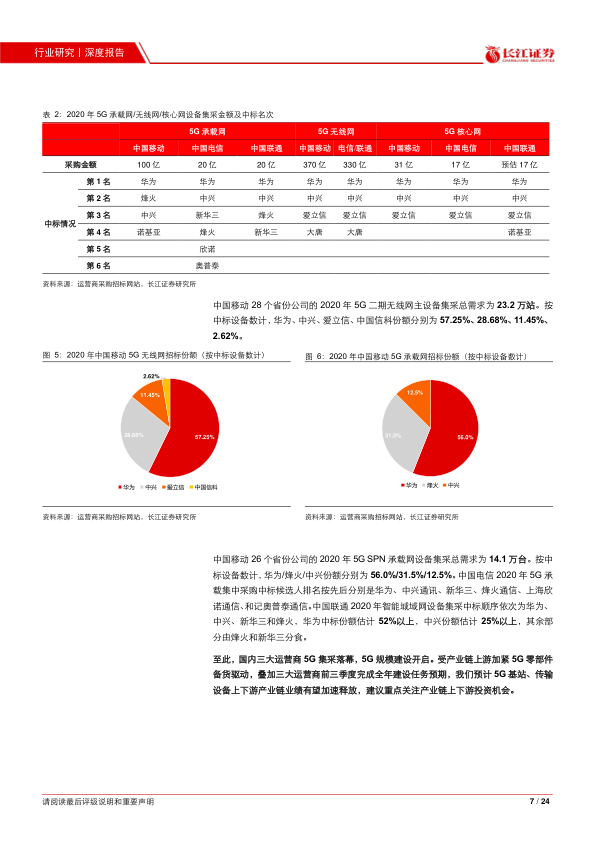 行业研究丨深度报告
长江证券
CHANGJIANG SECURITIES
表 2：2020 年 5G 承载网/无线网/核心网设备集采金额及中标名次
5G 承载网 5G 无线网 5G 核心网
中国移动 中国电信 中国联通 中国移动 电信/联通 中国移动 中国电信 中国联通
采购金额 100 亿 20 亿 20 亿 370 亿 330 亿 31 亿 17 亿 预估 17 亿
中标情况
第 1 名 华为 华为 华为 华为 华为 华为 华为 华为
第 2 名 烽火 中兴 中兴 中兴 中兴 中兴 中兴 中兴
第 3 名 中兴 新华三 烽火 爱立信 爱立信 爱立信 爱立信 爱立信
第 4 名 诺基亚 烽火 新华三 大唐 大唐 诺基亚
第 5 名 欣诺
第 6 名 奥普泰
资料来源：运营商采购招标网站，长江证券研究所
中国移动 28 个省份公司的 2020 年 5G 二期无线网主设备集采总需求为 23.2 万站。按
中标设备数计，华为、中兴、爱立信、中国信科份额分别为 57.25%、28.68%、11.45%、
2.62%。
图 5：2020 年中国移动 5G 无线网招标份额（按中标设备数计）
2.62%
11.45%
28.68%
57.25%
华为 中兴 爱立信 中国信科
资料来源：运营商采购招标网站，长江证券研究所
图 6：2020 年中国移动 5G 承载网招标份额（按中标设备数计）
12.5%
31.5%
56.0%
华为 烽火 中兴
资料来源：运营商采购招标网站，长江证券研究所
中国移动 26 个省份公司的 2020 年 5G SPN 承载网设备集采总需求为 14.1 万台。按中
标设备数计，华为/烽火/中兴份额分别为 56.0%/31.5%/12.5%。中国电信 2020 年 5G 承
载集中采购中标候选人排名按先后分别是华为、中兴通讯、新华三、烽火通信、上海欣
诺通信、和记奥普泰通信。中国联通 2020 年智能城域网设备集采中标顺序依次为华为、
中兴、新华三和烽火，华为中标份额估计 52%以上，中兴份额估计 25%以上，其余部
分由烽火和新华三分食。
至此，国内三大运营商 5G 集采落幕，5G 规模建设开启。受产业链上游加紧 5G 零部件
备货驱动，叠加三大运营商前三季度完成全年建设任务预期，我们预计 5G 基站、传输
设备上下游产业链业绩有望加速释放，建议重点关注产业链上下游投资机会。
请阅读最后评级说明和重要声明
7 / 24